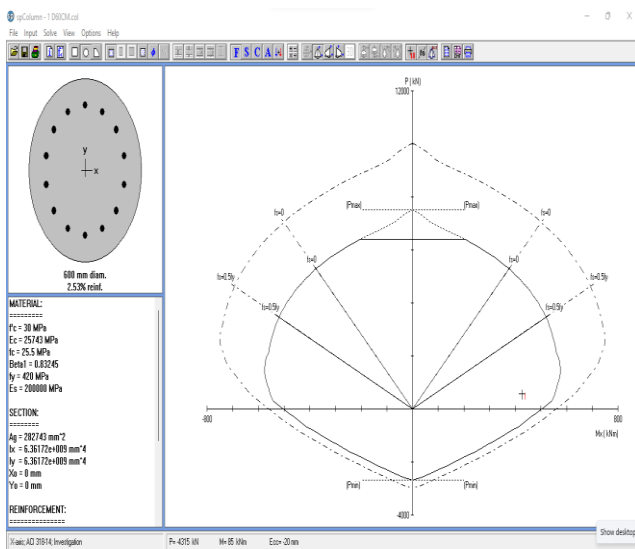 spColumn - 1 D60CM.col
File Input Solve View Options Help
F S C A
y
x
600 mm diam.
2.53% reinf.
MATERIAL:
=========
f'c = 30 MPa
Ec = 25743 MPa
fc = 25.5 MPa
Beta1 = 0.83245
fy = 420 MPa
Es = 200000 MPa
SECTION:
========
Ag = 282743 mm^2
Ix = 6.36172e+009 mm^4
Iy = 6.36172e+009 mm^4
Xo = 0 mm
Yo = 0 mm
REINFORCEMENT:
==============
P ( kN)
12000
(Pmax) (Pmax)
fs=0 fs=0
fs=0 fs=0
fs=0.5fy fs=0.5fy
fs=0.5fy fs=0.5fy
1
-800 800
Mx ( kNm)
(Pmin) (Pmin)
-4000
Show desktop
X-axis; ACI 318-14; Investigation P= 4315 kN M= 85 kNm Ecc= -20 mm